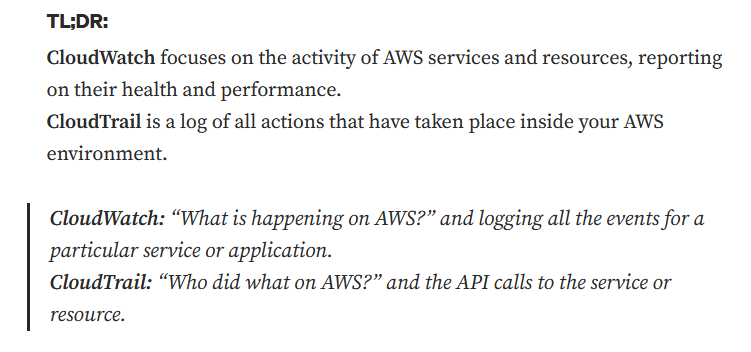 TL;DR:
CloudWatch focuses on the activity of AWS services and resources, reporting
on their health and performance.
CloudTrail is a log of all actions that have taken place inside your AWS
environment.
CloudWatch: “What is happening on AWS?” and logging all the events for a
particular service or application.
CloudTrail: “Who did what on AWS?” and the API calls to the service or
resource.